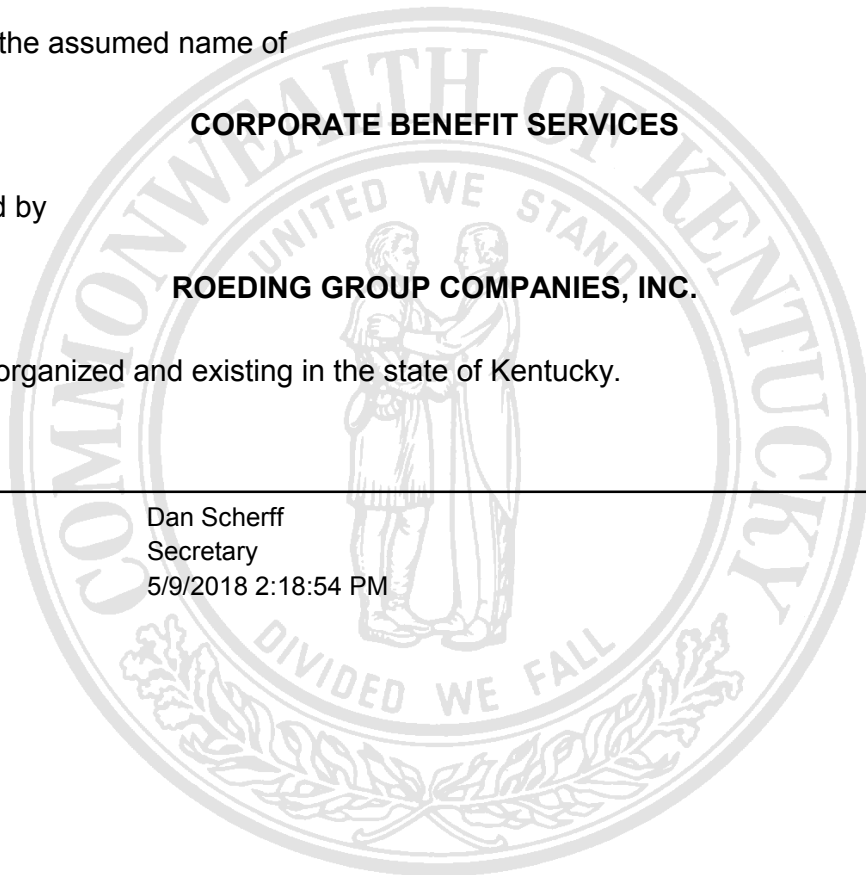 the assumed name of
CORPORATE BENEFIT SERVICES
d by
ROEDING GROUP COMPANIES, INC.
organized and existing in the state of Kentucky.
Dan Scherff
Secretary
5/9/2018 2:18:54 PM
COMMONWEALTH OF KENTUCKY
UNITED WE STAND
DIVIDED WE FALL